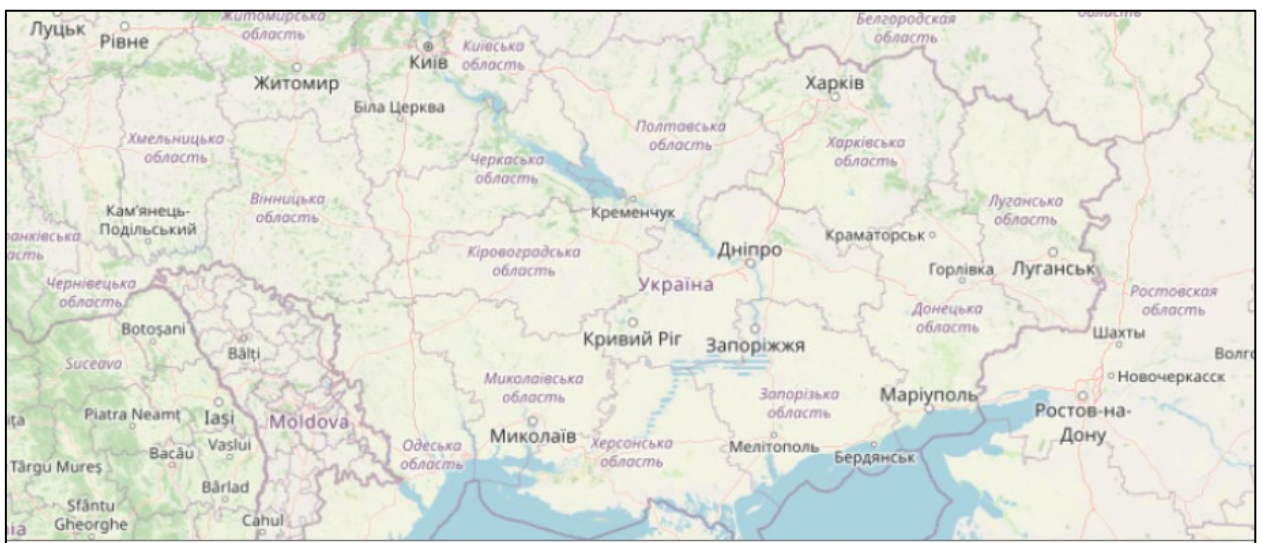 Житомирська
область
Белгородская
область
область
Луцьк
Рівне
Київ
Київська
область
Житомир
Харків
Біла Церква
Хмельницька
область
Полтавська
область
Харківська
область
Черкаська
область
Вінницька
область
Кам'янець-
Подільський
Кременчук
Луганська
область
Краматорськ
Кіровоградська
область
Дніпро
Горлівка
Луганськ
Україна
Чернівецька
область
Ростовская
область
Донецька
область
Botoșani
Кривий Ріг
Запоріжжя
Шахты
Bălți
Suceava
Миколаївська
область
Новочеркасск
Запорізька
область
Маріуполь
Piatra Neamț
Iași
Moldova
Ростов-на-
Дону
Миколаїв
Одеська
область
Херсонська
область
Мелітополь
Бердянськ
Vaslui
Bacău
Târgu Mureș
Bârlad
Sfântu
Gheorghe
Cahul